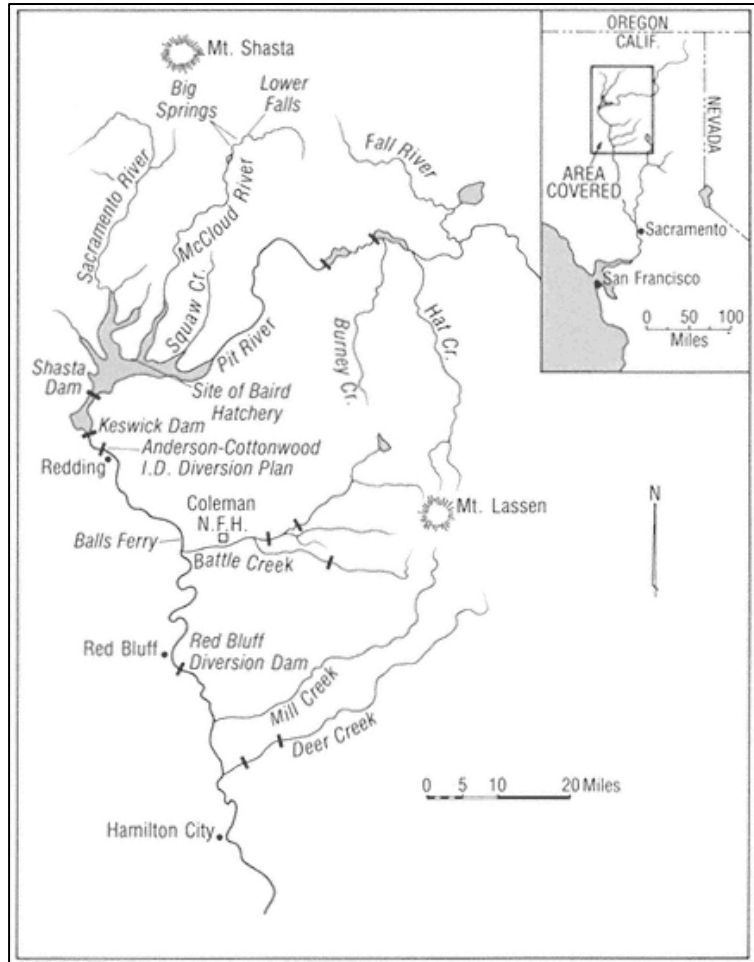 OREGON
CALIF.
NEVADA
AREA
COVERED
Sacramento
San Francisco
0 50 100
Miles
Mt. Shasta
Big
Springs
Lower
Falls
Fall River
Sacramento River
McCloud River
Squaw Cr.
Pit River
Burney Cr.
Hat Cr.
Shasta
Dam
Site of Baird
Hatchery
Keswick Dam
Anderson-Cottonwood
I.D. Diversion Plan
Redding
Coleman
N.F.H.
Mt. Lassen
N
Balls Ferry
Battle Creek
Red Bluff
Red Bluff
Diversion Dam
Mill Creek
Deer Creek
0 5 10 20 Miles
Hamilton City